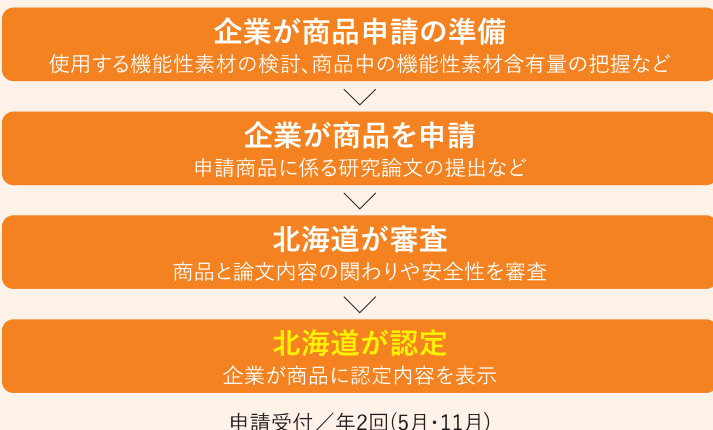 企業が商品申請の準備
使用する機能性素材の検討、商品中の機能性素材含有量の把握など
企業が商品を申請
申請商品に係る研究論文の提出など
北海道が審査
商品と論文内容の関わりや安全性を審査
北海道が認定
企業が商品に認定内容を表示
申請受付／年2回(5月・11月)